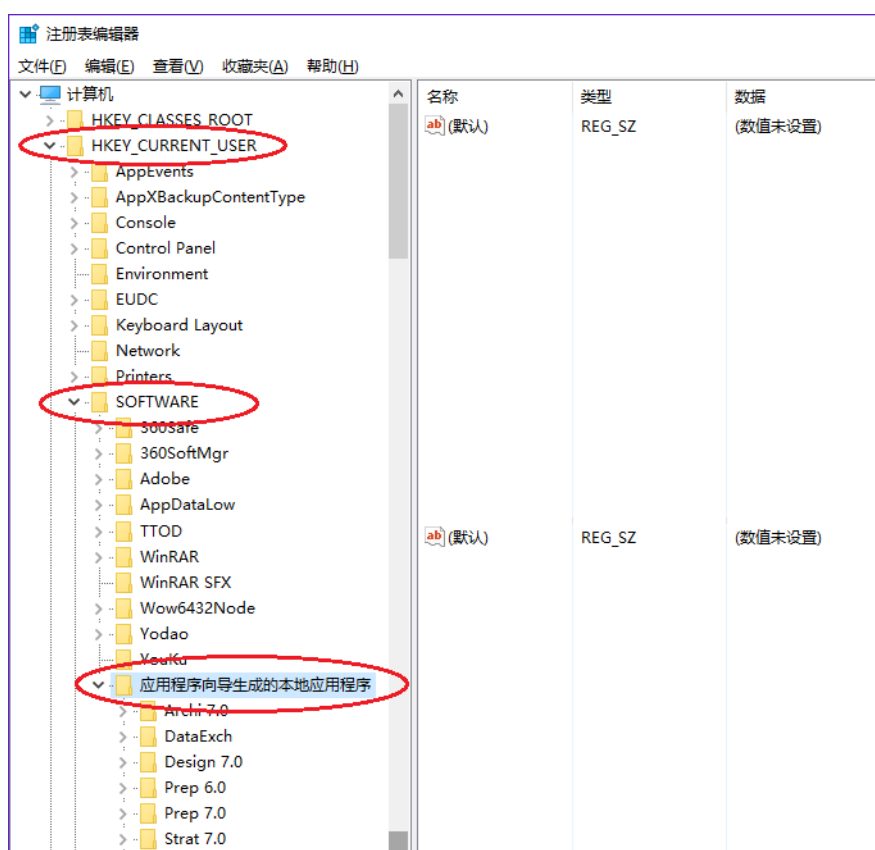 注册表编辑器
文件(F) 编辑(E) 查看(V) 收藏夹(A) 帮助(H)
计算机
HKEY_CLASSES_ROOT
HKEY_CURRENT_USER
AppEvents
AppXBackupContentType
Console
Control Panel
Environment
EUDC
Keyboard Layout
Network
Printers
SOFTWARE
360Safe
360SoftMgr
Adobe
AppDataLow
TTOD
WinRAR
WinRAR SFX
Wow6432Node
Yodao
YouKu
应用程序向导生成的本地应用程序
Archi 7.0
DataExch
Design 7.0
Prep 6.0
Prep 7.0
Strat 7.0
名称 类型 数据
ab (默认) REG_SZ (数值未设置)
ab (默认) REG_SZ (数值未设置)